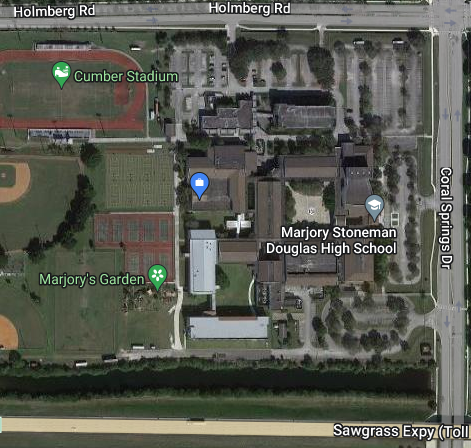 Holmberg Rd
Holmberg Rd
Cumber Stadium
Coral Springs Dr
Marjory Stoneman
Douglas High School
Marjory's Garden
Sawgrass Expy (Toll